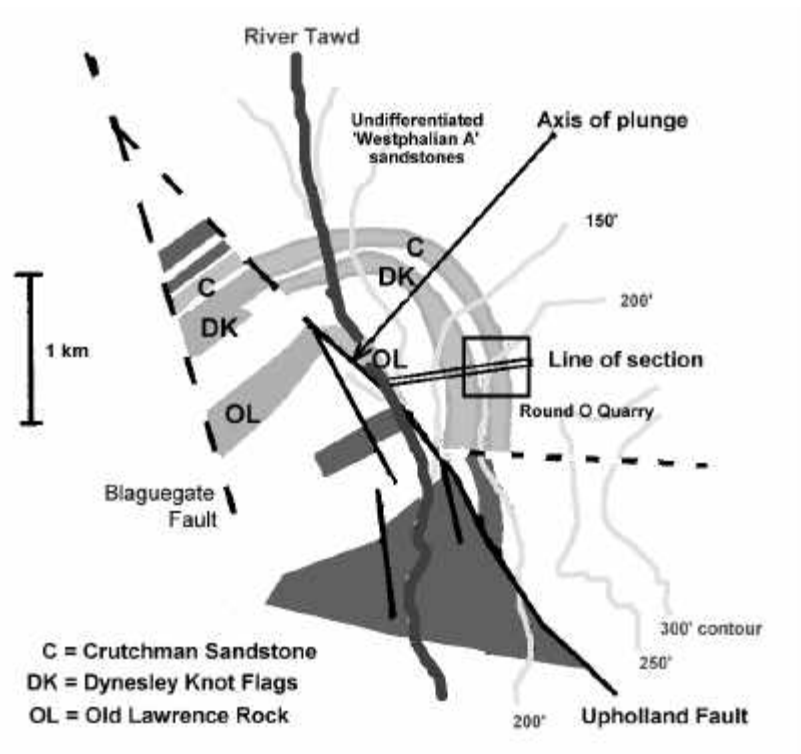 River Tawd
Undifferentiated
'Westphalian A'
sandstones
Axis of plunge
150'
C
DK
200'
C
DK
1 km
OL
Line of section
OL
Round O Quarry
Blaguegate
Fault
300' contour
250'
C = Crutchman Sandstone
DK = Dynesley Knot Flags
OL = Old Lawrence Rock
200'
Upholland Fault